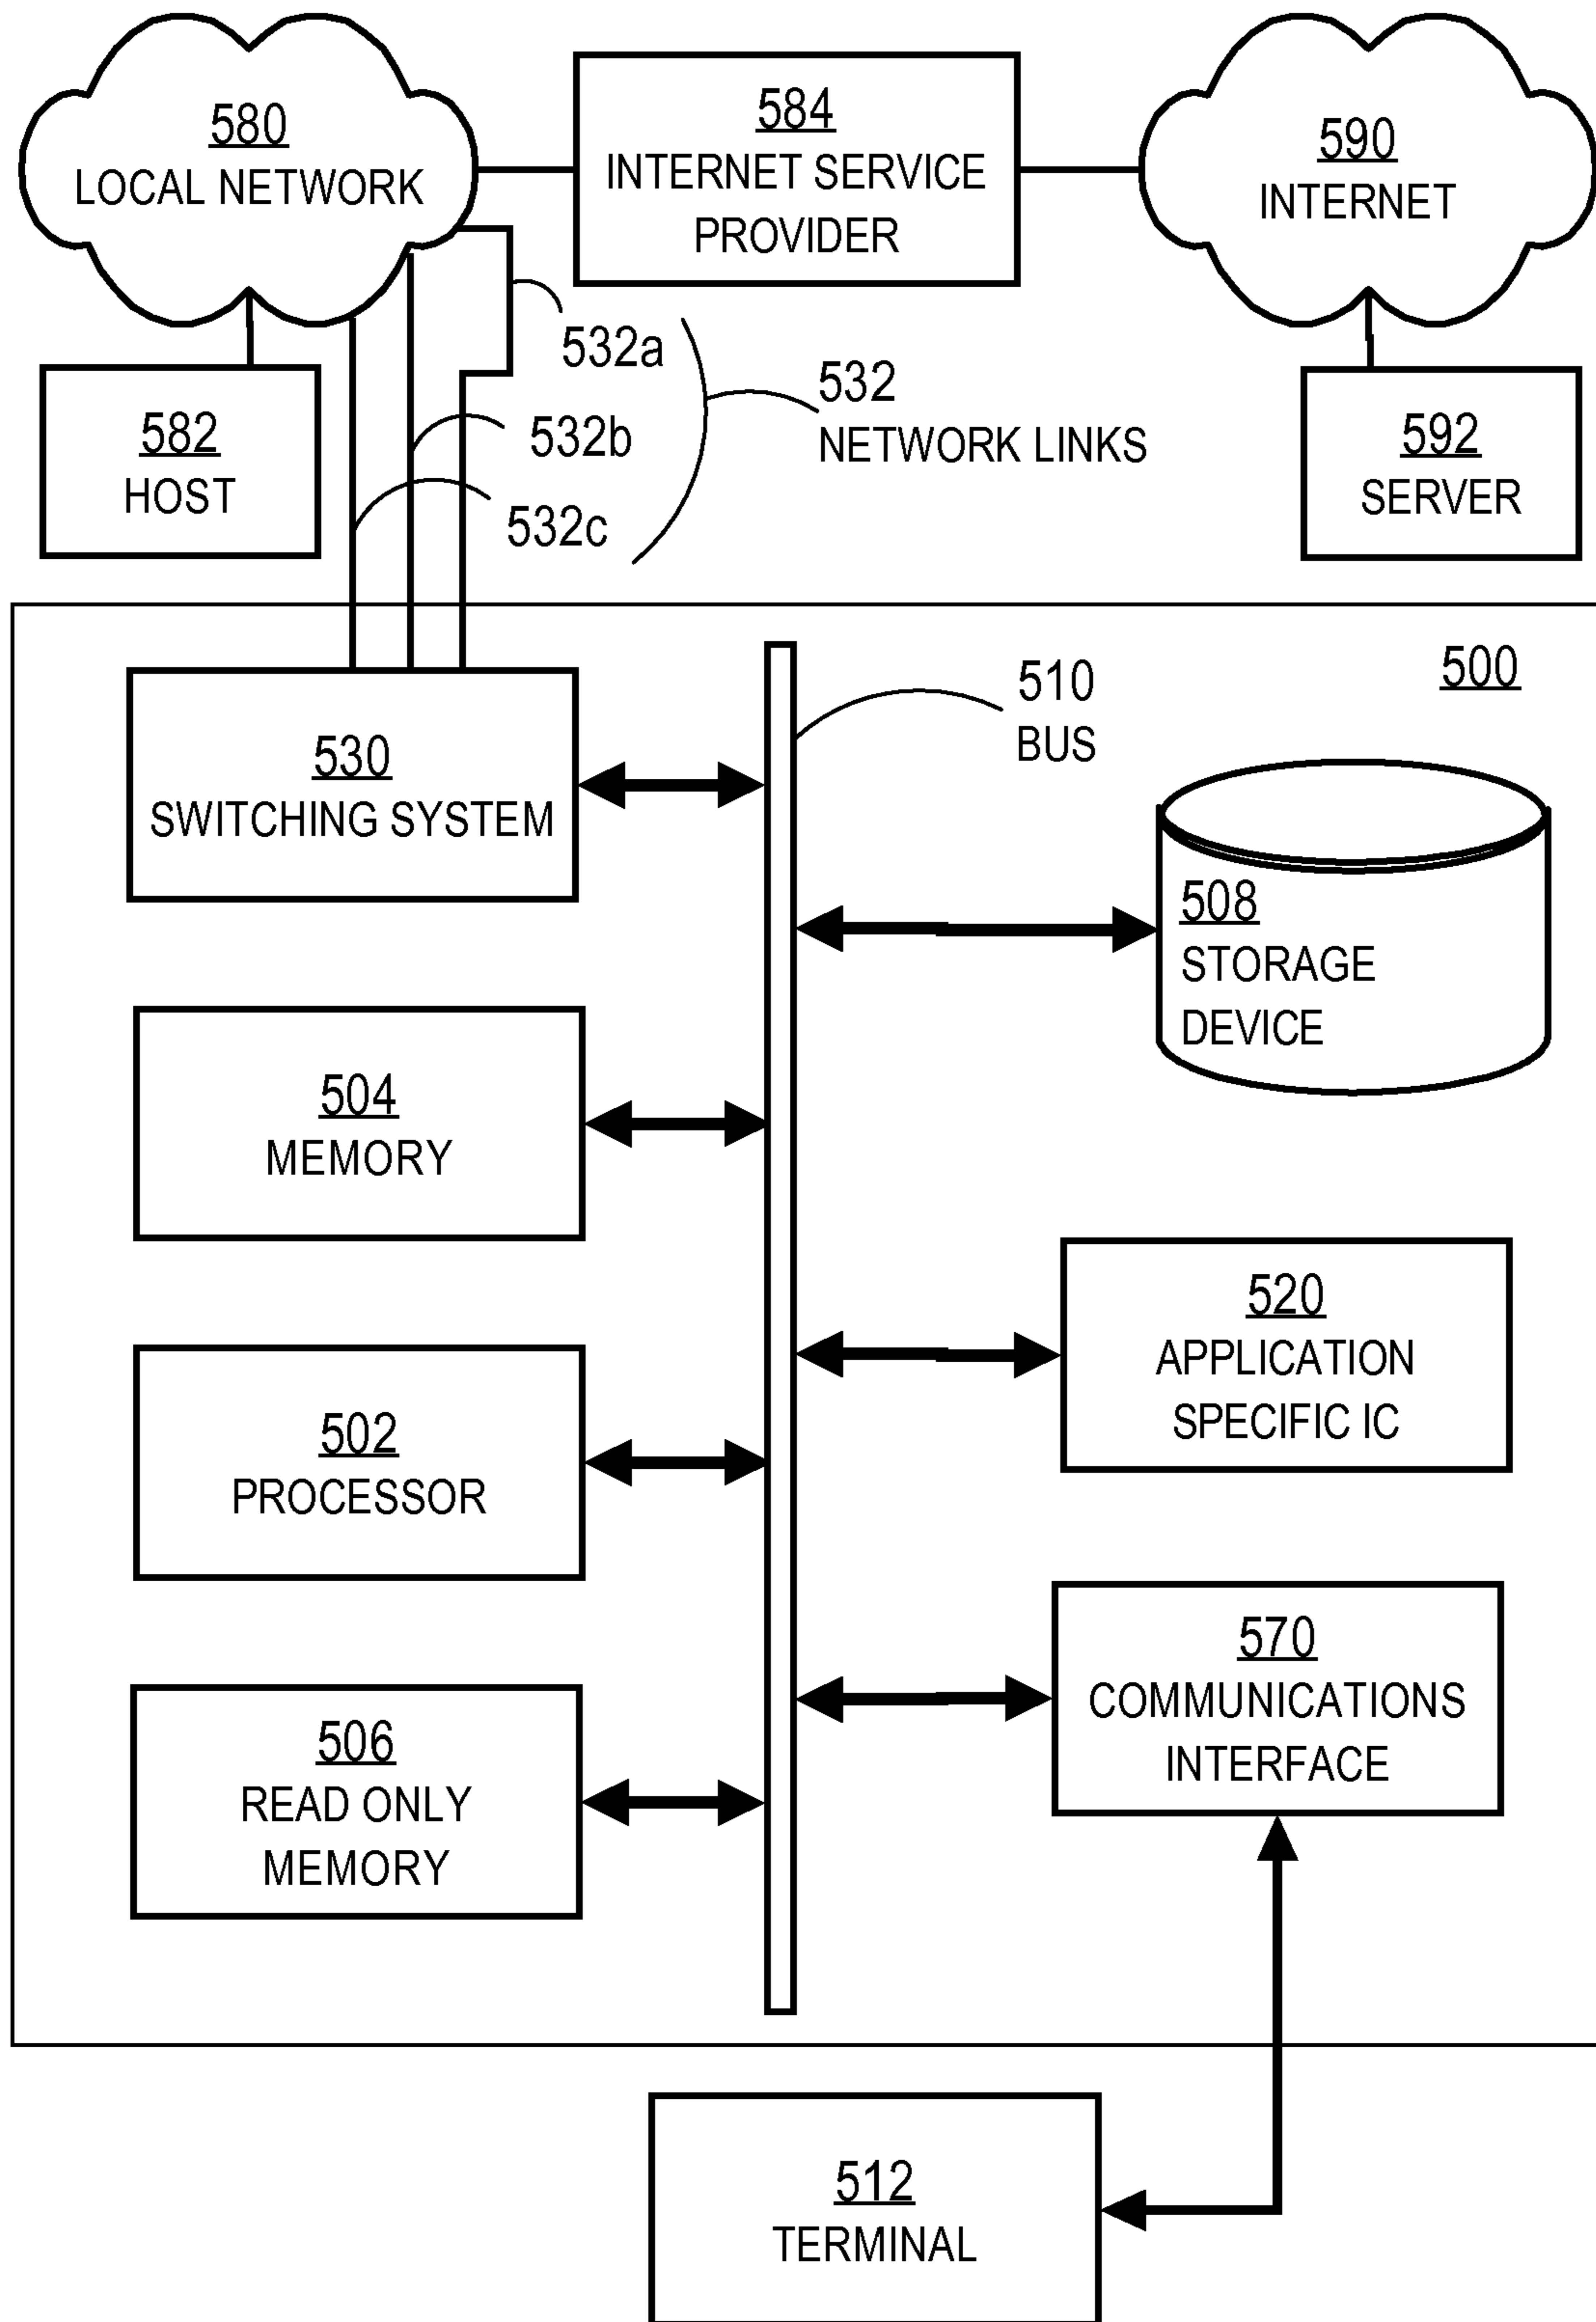 580
LOCAL NETWORK
584
INTERNET SERVICE
PROVIDER
590
INTERNET
532a
532b
532c
532
NETWORK LINKS
582
HOST
592
SERVER
500
530
SWITCHING SYSTEM
510
BUS
508
STORAGE
DEVICE
504
MEMORY
520
APPLICATION
SPECIFIC IC
502
PROCESSOR
570
COMMUNICATIONS
INTERFACE
506
READ ONLY
MEMORY
512
TERMINAL